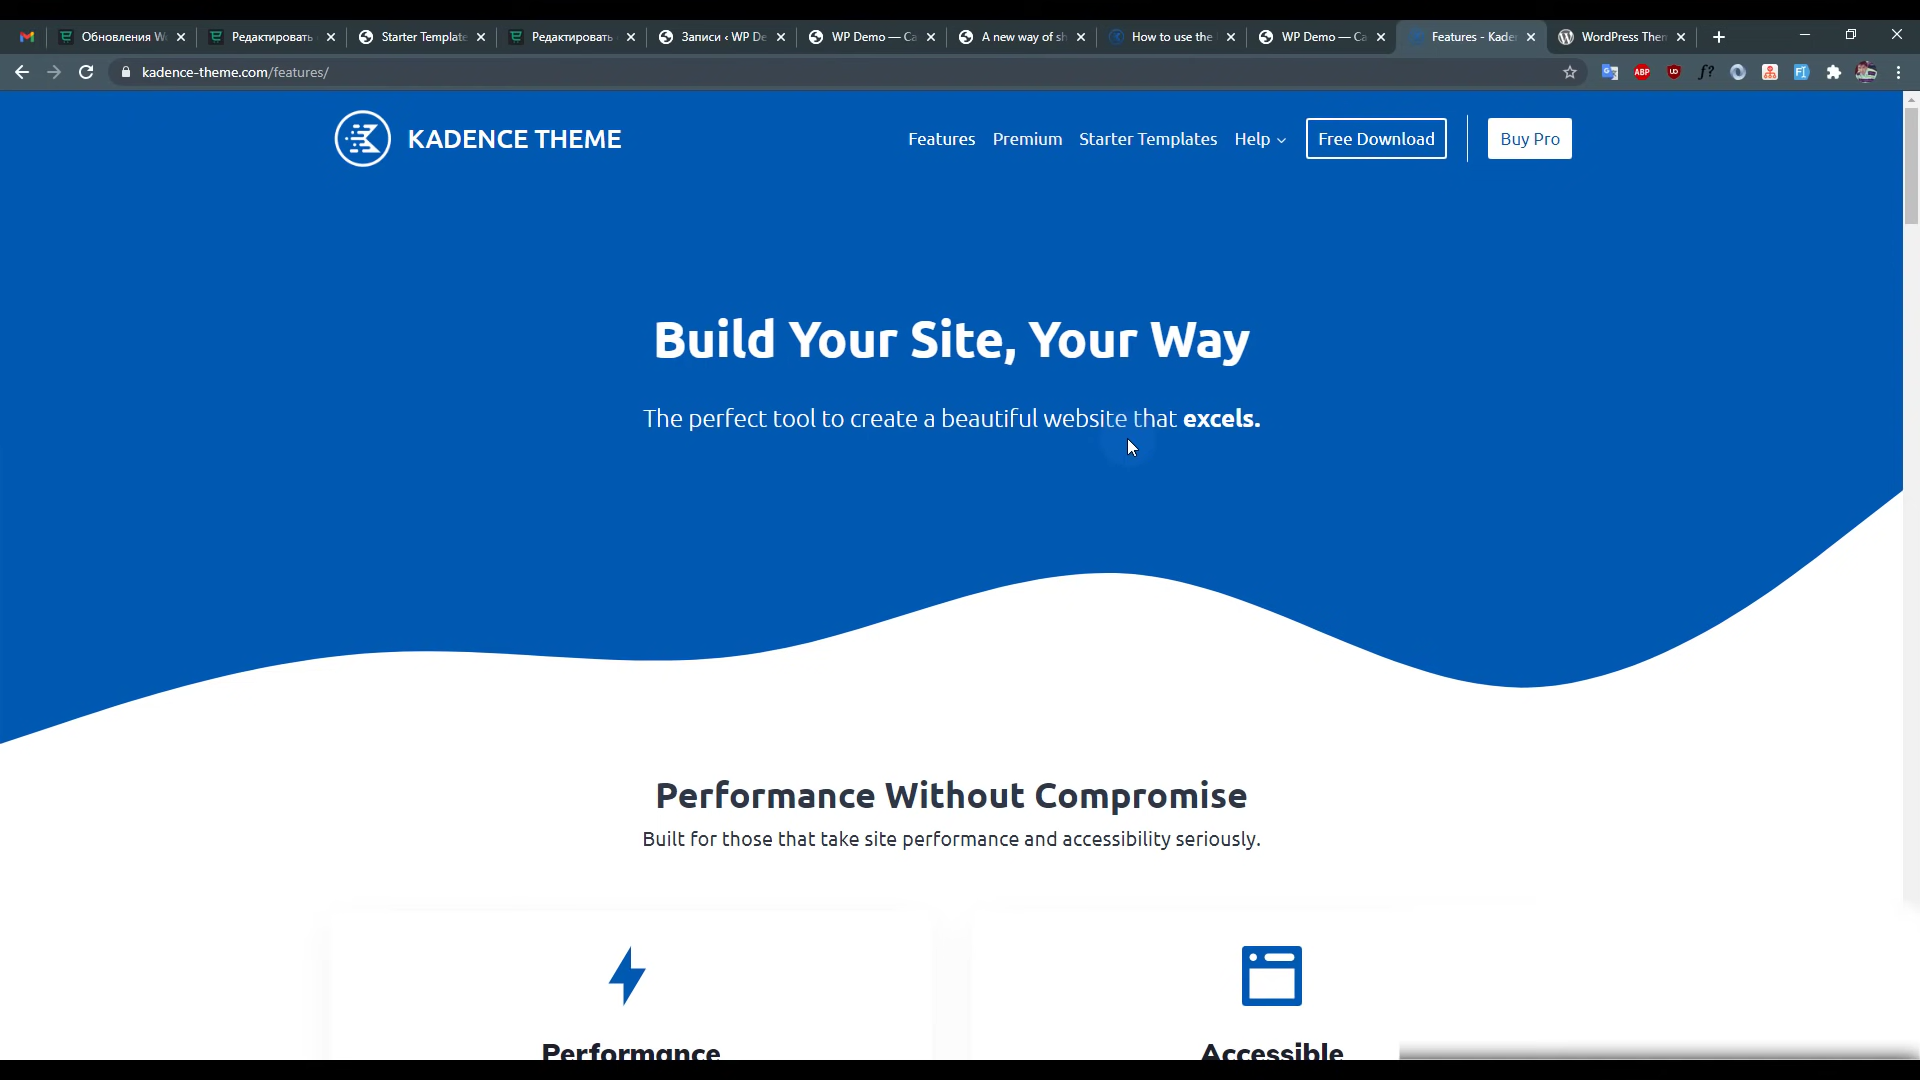 Обновления W
Редактировать
Starter Template
Редактировать
Записи ‹ WP De
WP Demo — Ca
A new way of sh
How to use the
WP Demo — Ca
Features - Kade
WordPress Them
kadence-theme.com/features/
ABP
f?
KADENCE THEME
Features
Premium
Starter Templates
Help
Free Download
Buy Pro
Build Your Site, Your Way
The perfect tool to create a beautiful website that excels.
Performance Without Compromise
Built for those that take site performance and accessibility seriously.
Performance
Accessible